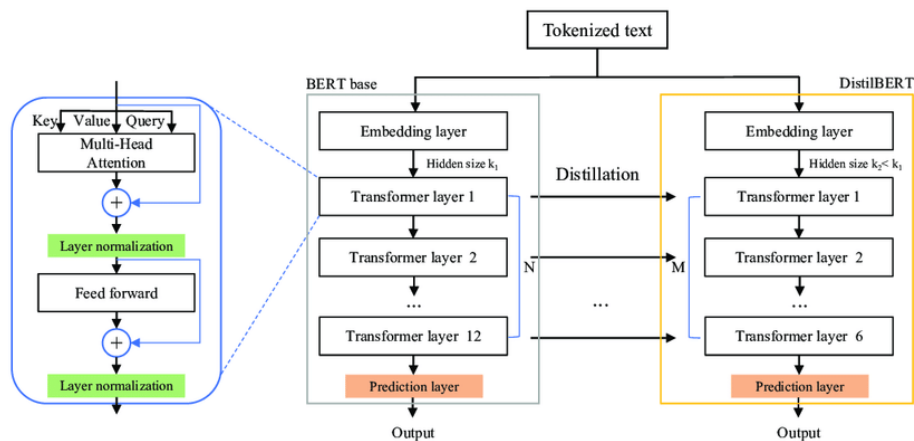 Tokenized text
BERT base
DistilBERT
Key Value Query
Multi-Head
Attention
+
Layer normalization
Feed forward
+
Layer normalization
Embedding layer
Hidden size k₁
Transformer layer 1
Transformer layer 2
...
Transformer layer 12
Prediction layer
Output
N
Distillation
...
M
Embedding layer
Hidden size k₂< k₁
Transformer layer 1
Transformer layer 2
...
Transformer layer 6
Prediction layer
Output